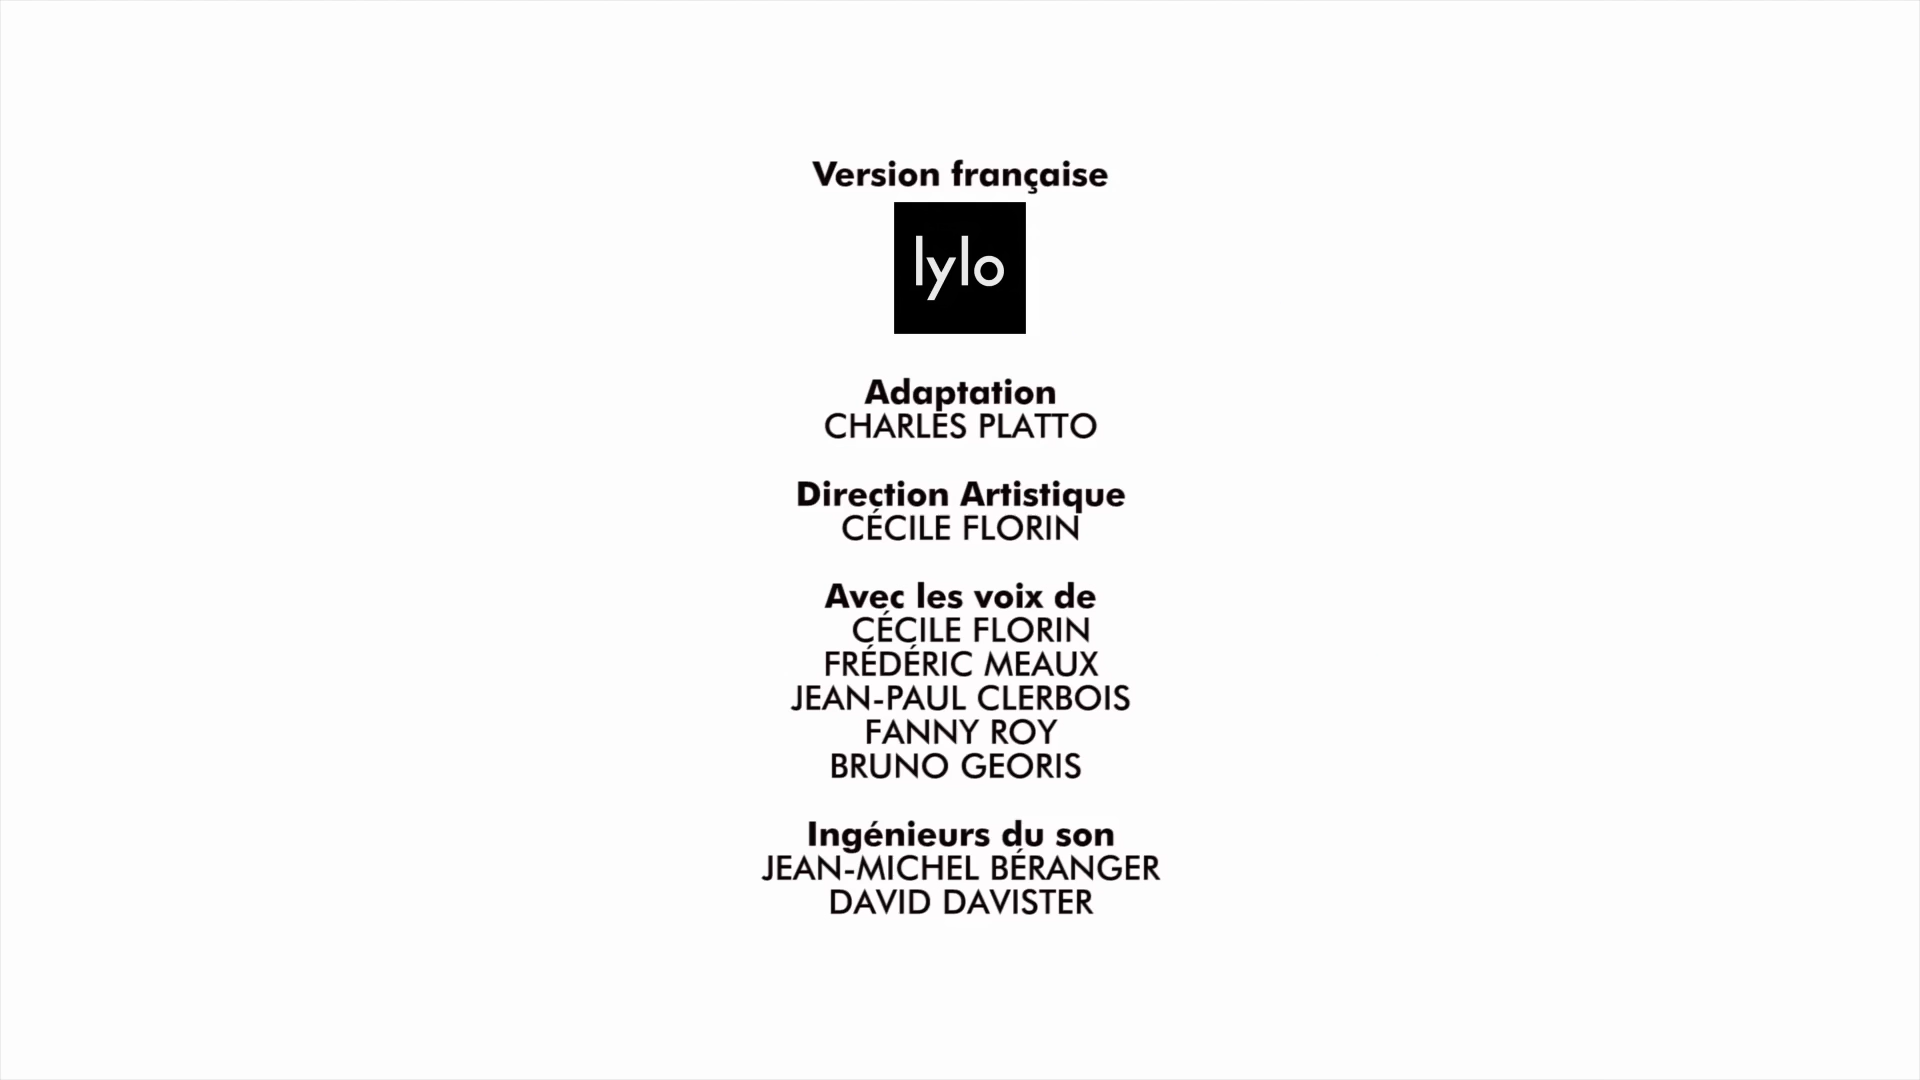 Version française
lylo
Adaptation
CHARLES PLATTO
Direction Artistique
CÉCILE FLORIN
Avec les voix de
CÉCILE FLORIN
FRÉDÉRIC MEAUX
JEAN-PAUL CLERBOIS
FANNY ROY
BRUNO GEORIS
Ingénieurs du son
JEAN-MICHEL BÉRANGER
DAVID DAVISTER